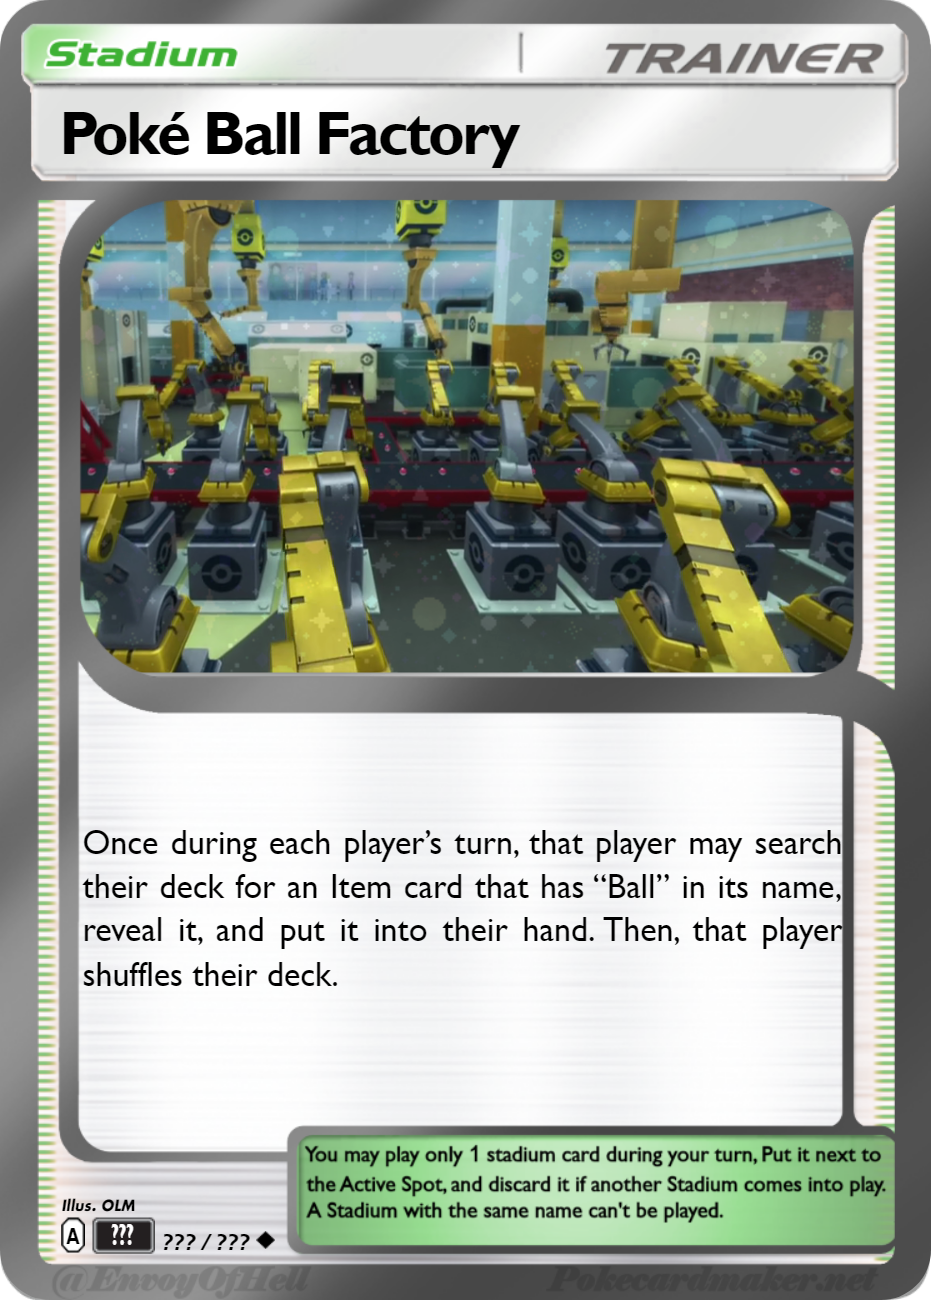 Stadium TRAINER
Poké Ball Factory
Once during each player’s turn, that player may search
their deck for an Item card that has “Ball” in its name,
reveal it, and put it into their hand. Then, that player
shuffles their deck.
You may play only 1 stadium card during your turn, Put it next to
the Active Spot, and discard it if another Stadium comes into play.
A Stadium with the same name can't be played.
Illus. OLM
A ??? ??? / ???
@EnvoyOfHell Pokecardmaker.net